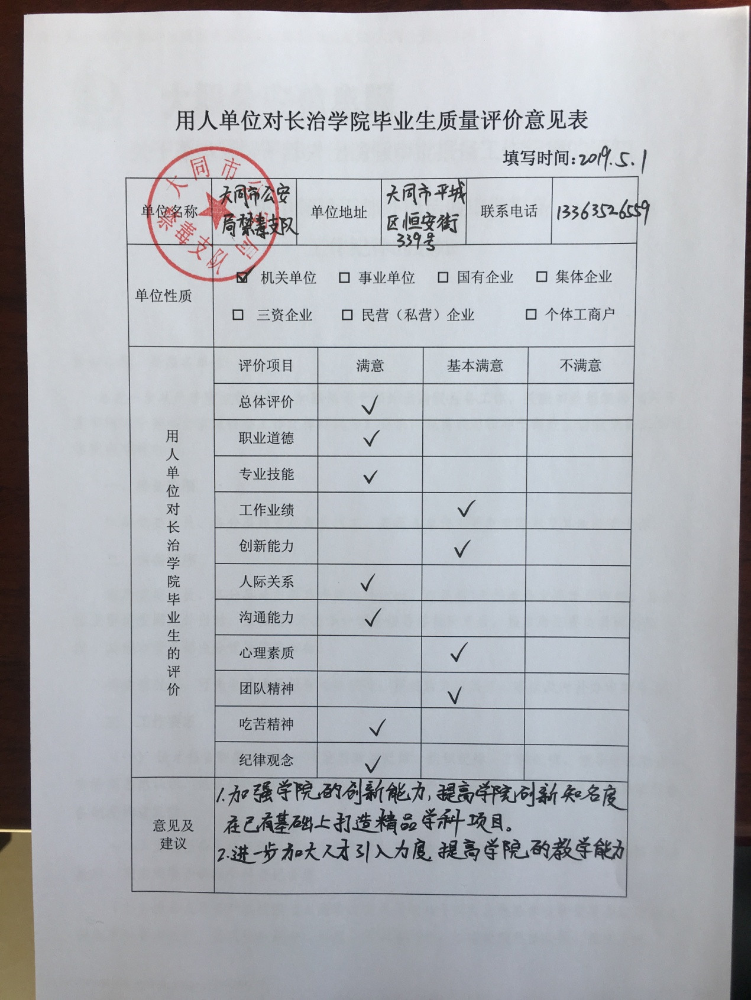 用人单位对长治学院毕业生质量评价意见表
填写时间:2019.5.1
大同市公安局
禁毒支队
单位名称
大同市公安
局禁毒支队
单位地址
大同市平城
区恒安街
339号
联系电话
13363526559
单位性质
☑ 机关单位 □ 事业单位 □ 国有企业 □ 集体企业
□ 三资企业 □ 民营（私营）企业 □ 个体工商户
用人单位对长治学院毕业生的评价
评价项目 满意 基本满意 不满意
总体评价 ✓
职业道德 ✓
专业技能 ✓
工作业绩 ✓
创新能力 ✓
人际关系 ✓
沟通能力 ✓
心理素质 ✓
团队精神 ✓
吃苦精神 ✓
纪律观念 ✓
意见及
建议
1.加强学院的创新能力,提高学院创新知名度
在已有基础上打造精品学科项目。
2.进一步加大人才引入力度,提高学院的教学能力